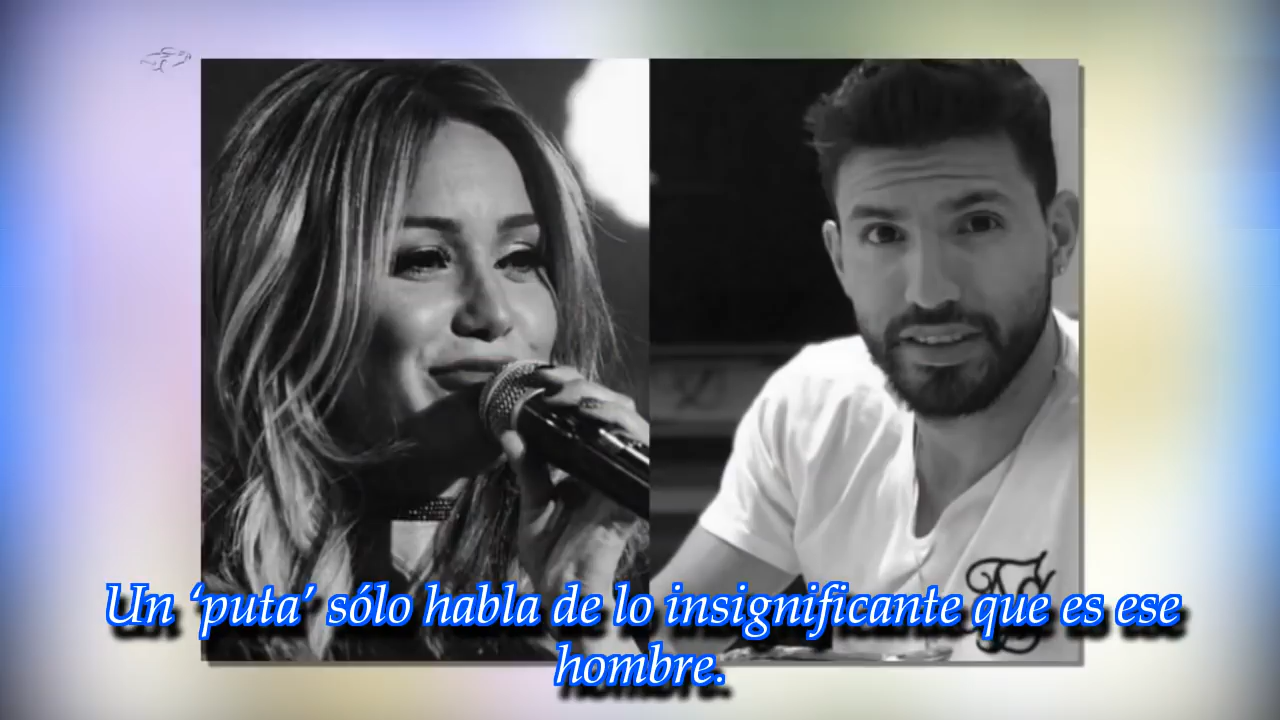 Un ‘puta’ sólo habla de lo insignificante que es ese
hombre.